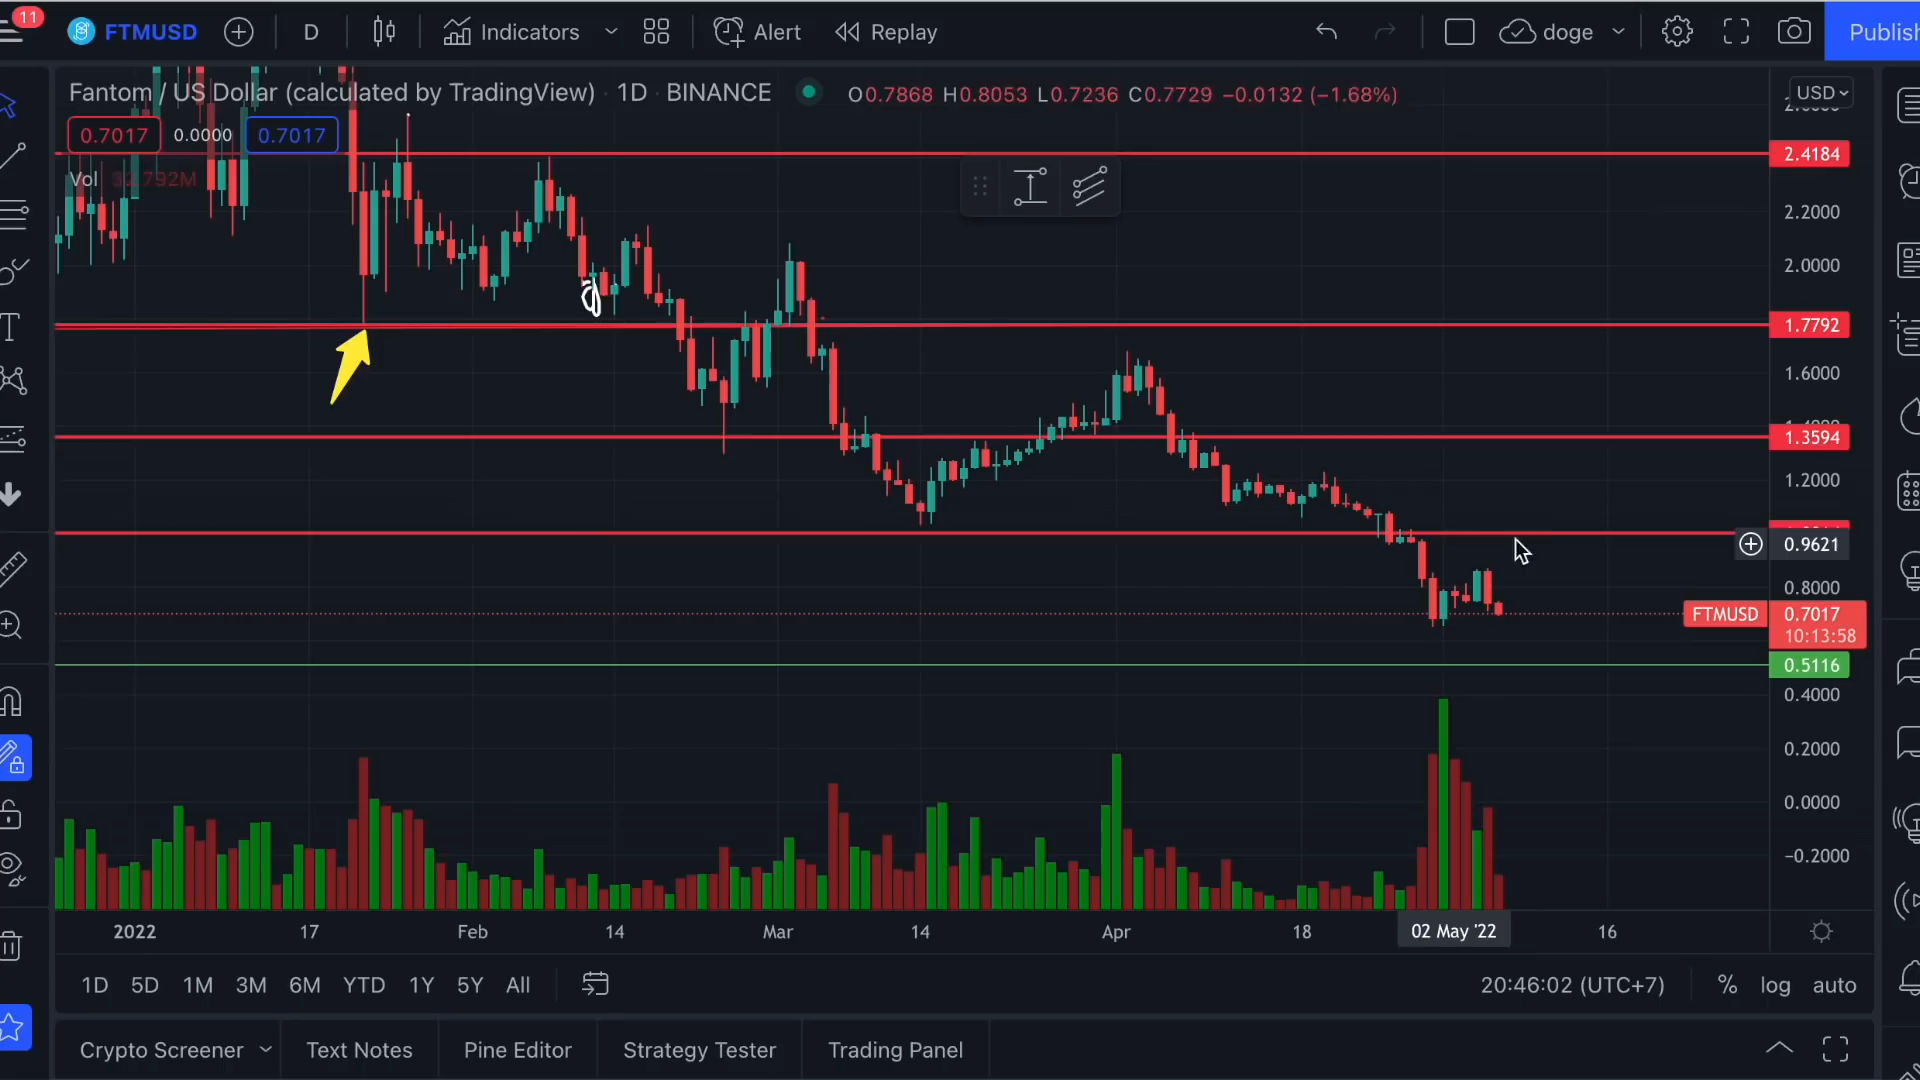 11
FTMUSD
D
Indicators
Alert
Replay
doge
Publish
Fantom / US Dollar (calculated by TradingView) · 1D · BINANCE
O0.7868 H0.8053 L0.7236 C0.7729 −0.0132 (−1.68%)
USD
0.7017 0.0000 0.7017
2.4184
Vol 32.792M
2.2000
2.0000
1.7792
1.6000
1.3594
1.2000
0.9621
0.8000
FTMUSD 0.7017
10:13:58
0.5116
0.4000
0.2000
0.0000
−0.2000
2022 17 Feb 14 Mar 14 Apr 18 02 May '22 16
1D 5D 1M 3M 6M YTD 1Y 5Y All
20:46:02 (UTC+7) % log auto
Crypto Screener Text Notes Pine Editor Strategy Tester Trading Panel